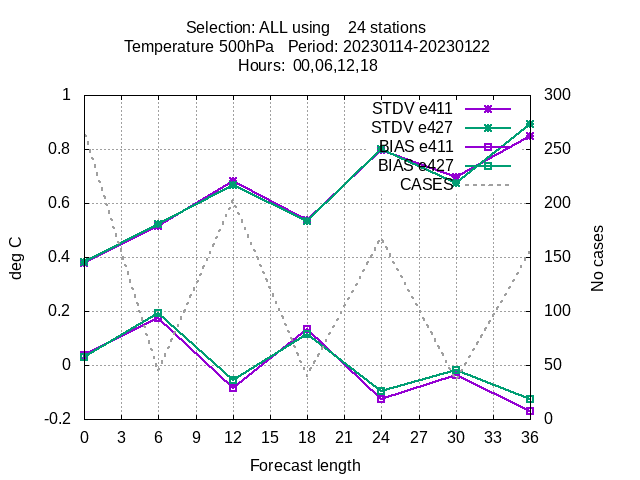 Selection: ALL using 24 stations
Temperature 500hPa Period: 20230114-20230122
Hours: 00,06,12,18
STDV e411
STDV e427
BIAS e411
BIAS e427
CASES
1
0.8
0.6
0.4
0.2
0
-0.2
deg C
300
250
200
150
100
50
0
No cases
0 3 6 9 12 15 18 21 24 27 30 33 36
Forecast length